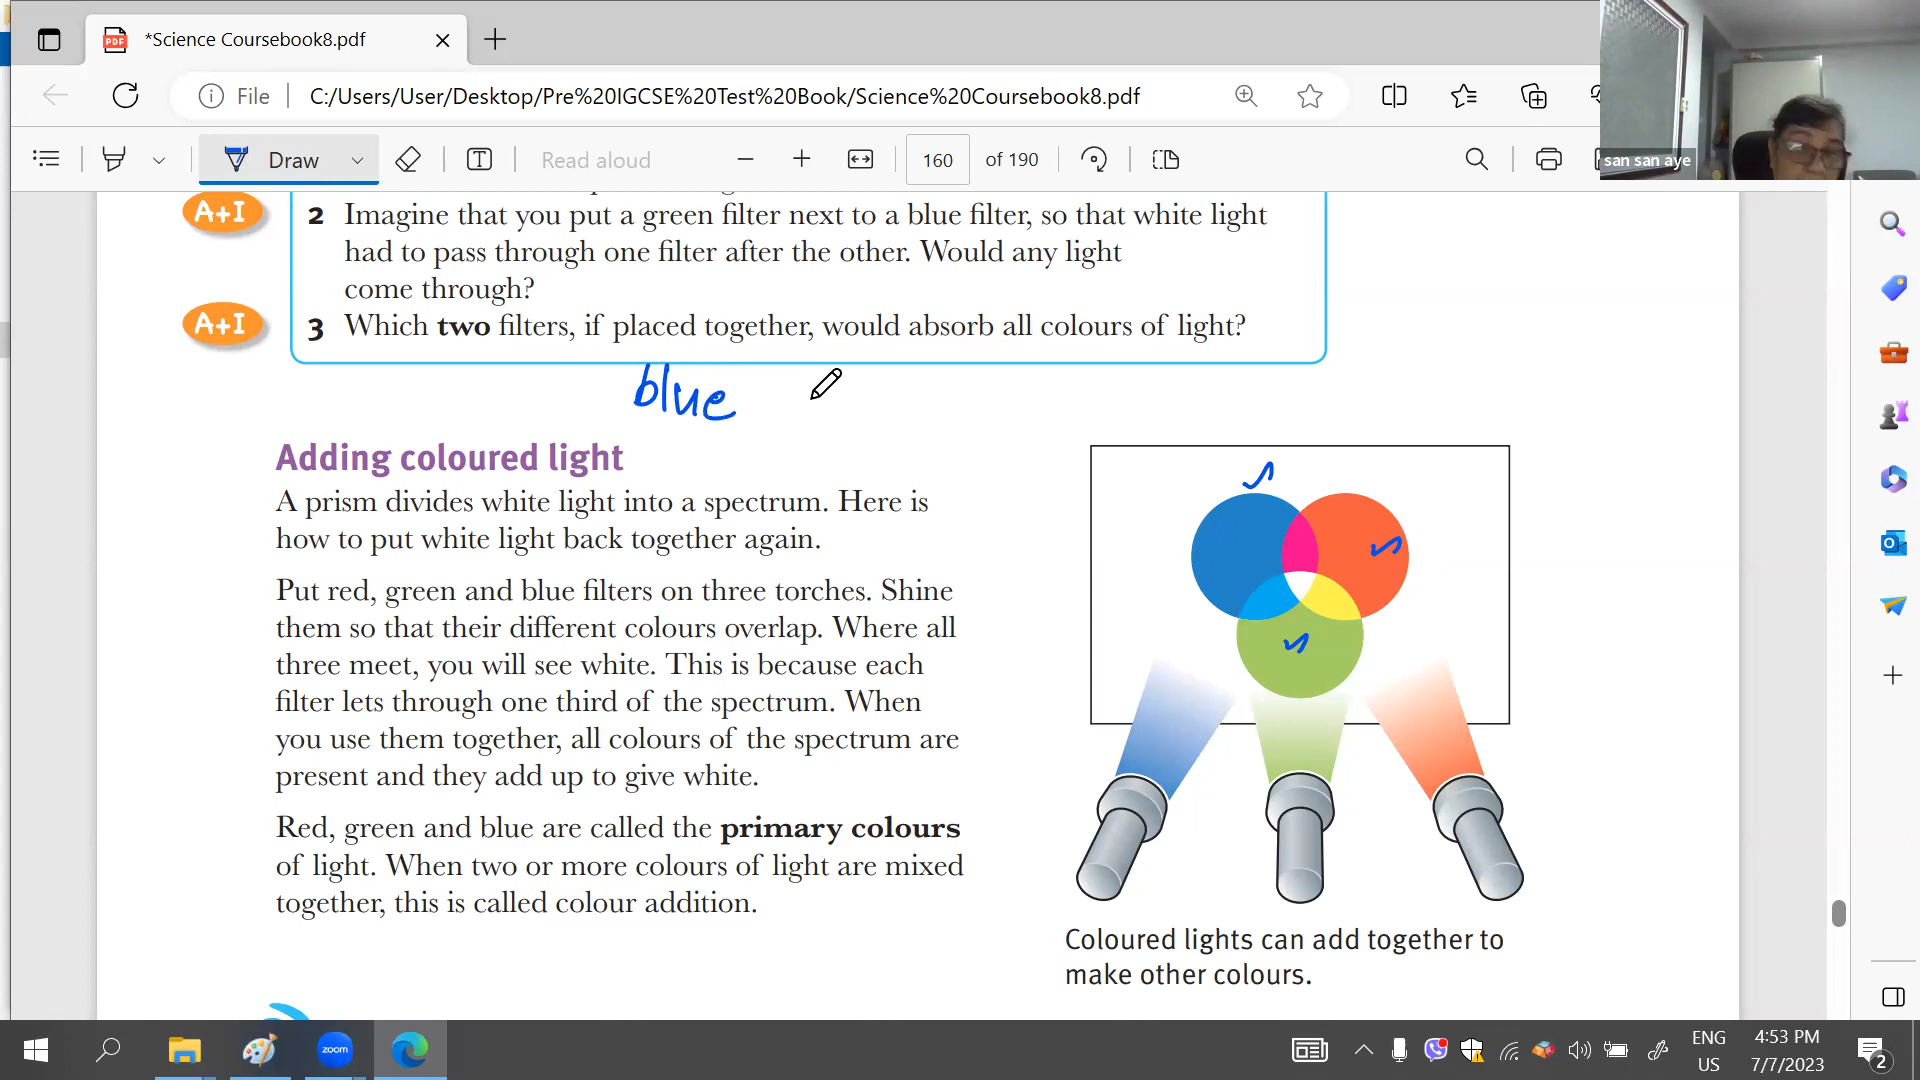 *Science Coursebook8.pdf
File
C:/Users/User/Desktop/Pre%20IGCSE%20Test%20Book/Science%20Coursebook8.pdf
Draw
Read aloud
160
of 190
san san aye
A+I
2 Imagine that you put a green filter next to a blue filter, so that white light
had to pass through one filter after the other. Would any light
come through?
A+I
3 Which two filters, if placed together, would absorb all colours of light?
blue
Adding coloured light
A prism divides white light into a spectrum. Here is
how to put white light back together again.
Put red, green and blue filters on three torches. Shine
them so that their different colours overlap. Where all
three meet, you will see white. This is because each
filter lets through one third of the spectrum. When
you use them together, all colours of the spectrum are
present and they add up to give white.
Red, green and blue are called the primary colours
of light. When two or more colours of light are mixed
together, this is called colour addition.
Coloured lights can add together to
make other colours.
zoom
ENG
US
4:53 PM
7/7/2023
2